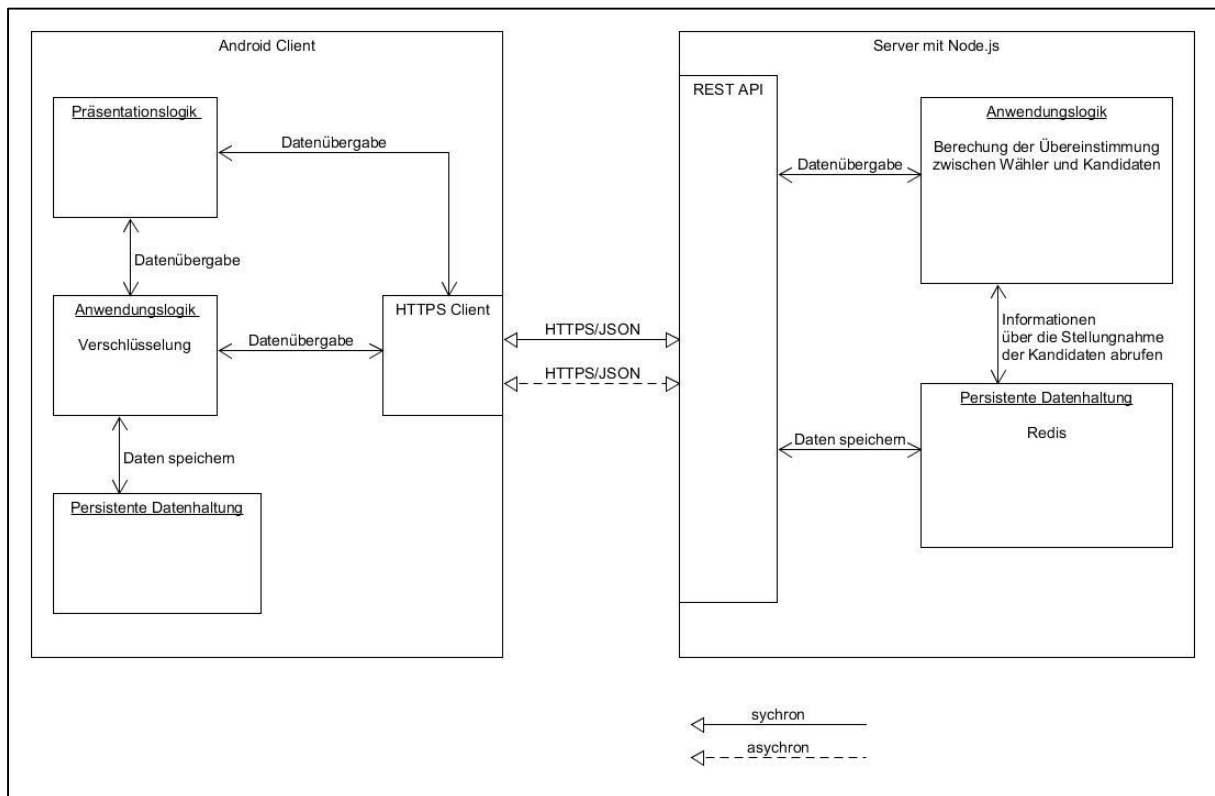 Android Client
Präsentationslogik
Datenübergabe
Datenübergabe
Anwendungslogik
Verschlüsselung
Datenübergabe
HTTPS Client
Daten speichern
Persistente Datenhaltung
HTTPS/JSON
HTTPS/JSON
Server mit Node.js
REST API
Anwendungslogik
Berechung der Übereinstimmung
zwischen Wähler und Kandidaten
Datenübergabe
Informationen
über die Stellungnahme
der Kandidaten abrufen
Persistente Datenhaltung
Redis
Daten speichern
sychron
asychron